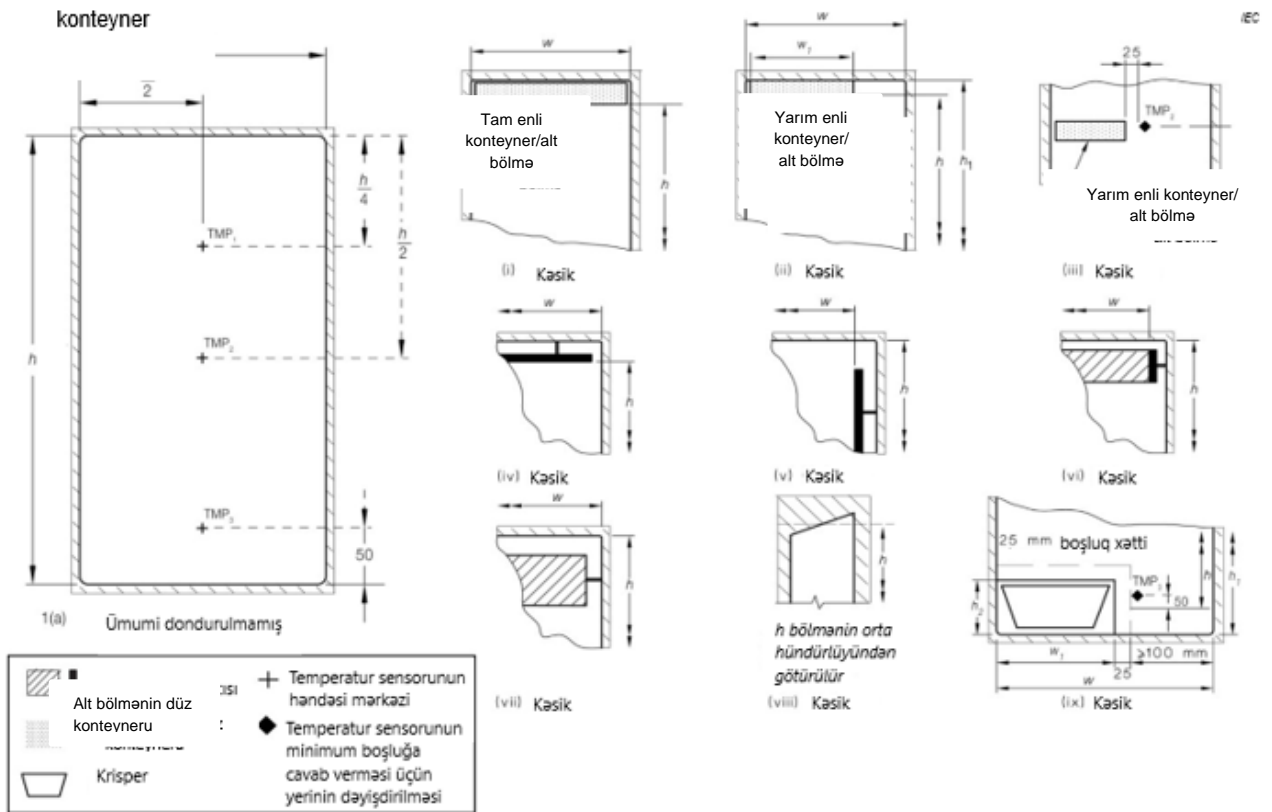 konteyner
IEC
2
h
h/4
h/2
TMP1
TMP2
TMP3
50
1(a) Ümumi dondurulmamış
w
Tam enli
konteyner/alt
bölmə
h
(i) Kəsik
w
w1
Yarım enli
konteyner/
alt bölmə
h
h1
(ii) Kəsik
25
Yarım enli konteyner/
alt bölmə
(iii) Kəsik
w
h
(iv) Kəsik
w
h
(v) Kəsik
w
h
(vi) Kəsik
w
h
(vii) Kəsik
h
h bölmənin orta
hündürlüyündən
götürülür
(viii) Kəsik
25 mm boşluq xətti
h
h1
h2
50
w1
25
≥100 mm
w
(ix) Kəsik
Alt bölmənin düz
konteyneru
Krisper
Temperatur sensorunun
həndəsi mərkəzi
Temperatur sensorunun
minimum boşluğa
cavab verməsi üçün
yerinin dəyişdirilməsi